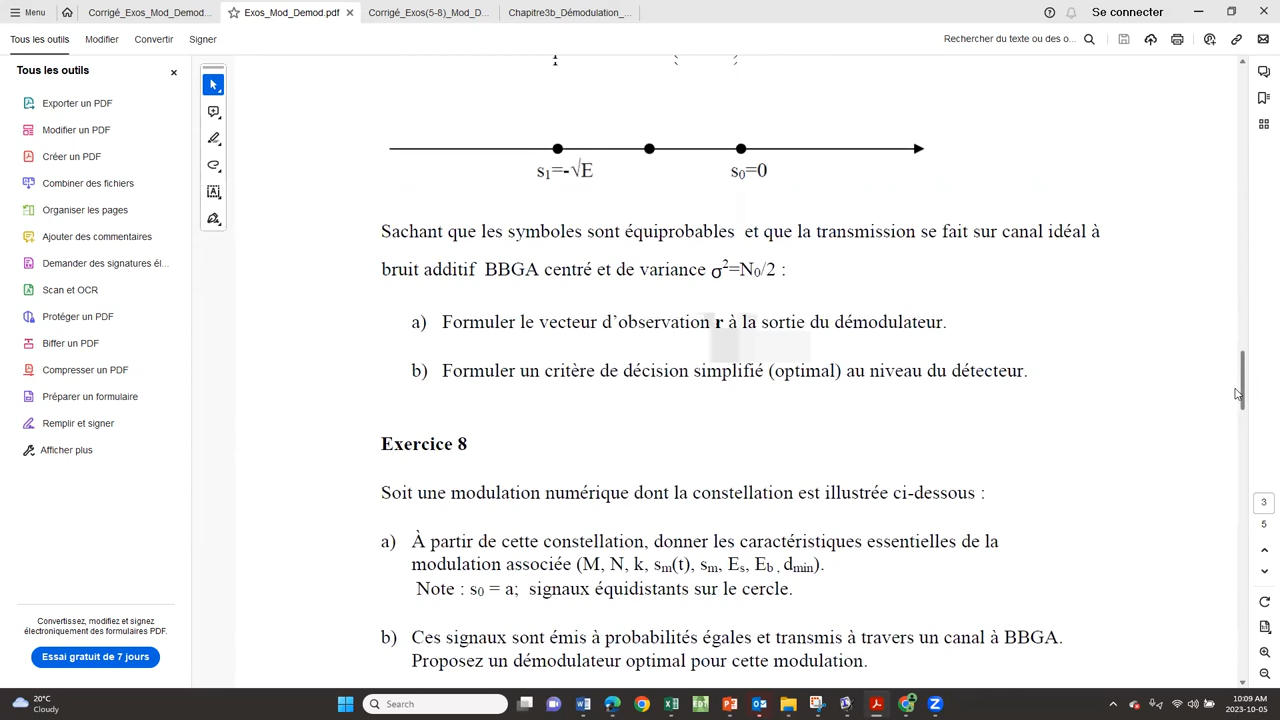 Menu
Corrigé_Exos_Mod_Demod...
Exos_Mod_Demod.pdf
Corrigé_Exos(5-8)_Mod_D...
Chapitre3b_Démodulation_...
Se connecter
Tous les outils
Modifier
Convertir
Signer
Rechercher du texte ou des o...
Tous les outils
Exporter un PDF
Modifier un PDF
Créer un PDF
Combiner des fichiers
Organiser les pages
Ajouter des commentaires
Demander des signatures él...
Scan et OCR
Protéger un PDF
Biffer un PDF
Compresser un PDF
Préparer un formulaire
Remplir et signer
Afficher plus
Convertissez, modifiez et signez
électroniquement des formulaires PDF.
Essai gratuit de 7 jours
s₁=-√E
s₀=0
Sachant que les symboles sont équiprobables et que la transmission se fait sur canal idéal à
bruit additif BBGA centré et de variance σ²=N₀/2 :
a) Formuler le vecteur d’observation r à la sortie du démodulateur.
b) Formuler un critère de décision simplifié (optimal) au niveau du détecteur.
Exercice 8
Soit une modulation numérique dont la constellation est illustrée ci-dessous :
a) À partir de cette constellation, donner les caractéristiques essentielles de la
modulation associée (M, N, k, sₘ(t), sₘ, Eₛ, E_b, d_min).
Note : s₀ = a; signaux équidistants sur le cercle.
b) Ces signaux sont émis à probabilités égales et transmis à travers un canal à BBGA.
Proposez un démodulateur optimal pour cette modulation.
3
5
20°C
Cloudy
Search
EDT
10:09 AM
2023-10-05